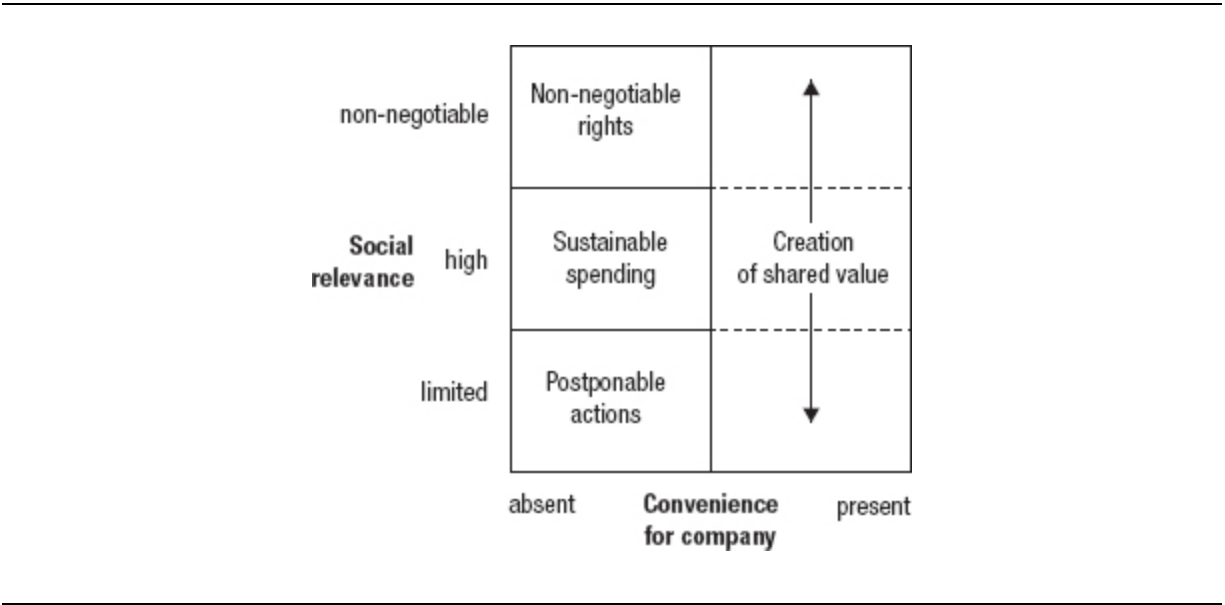 non-negotiable
Non-negotiable
rights
Social
relevance
high
Sustainable
spending
Creation
of shared value
limited
Postponable
actions
absent
Convenience
for company
present